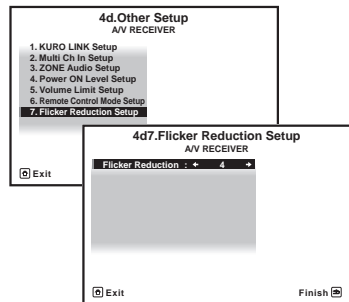 4d.Other Setup
A/V RECEIVER
1. KURO LINK Setup
2. Multi Ch In Setup
3. ZONE Audio Setup
4. Power ON Level Setup
5. Volume Limit Setup
6. Remote Control Mode Setup
7. Flicker Reduction Setup
Exit
4d7.Flicker Reduction Setup
A/V RECEIVER
Flicker Reduction : 4
Exit Finish